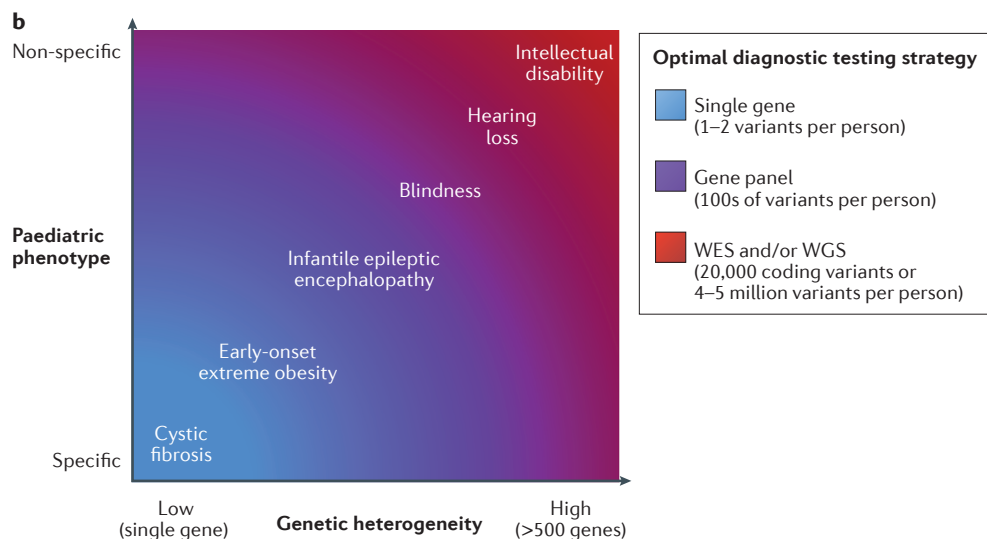 b
Non-specific
Intellectual
disability
Hearing
loss
Blindness
Paediatric
phenotype
Infantile epileptic
encephalopathy
Early-onset
extreme obesity
Cystic
fibrosis
Specific
Low
(single gene)
Genetic heterogeneity
High
(>500 genes)
Optimal diagnostic testing strategy
Single gene
(1–2 variants per person)
Gene panel
(100s of variants per person)
WES and/or WGS
(20,000 coding variants or
4–5 million variants per person)